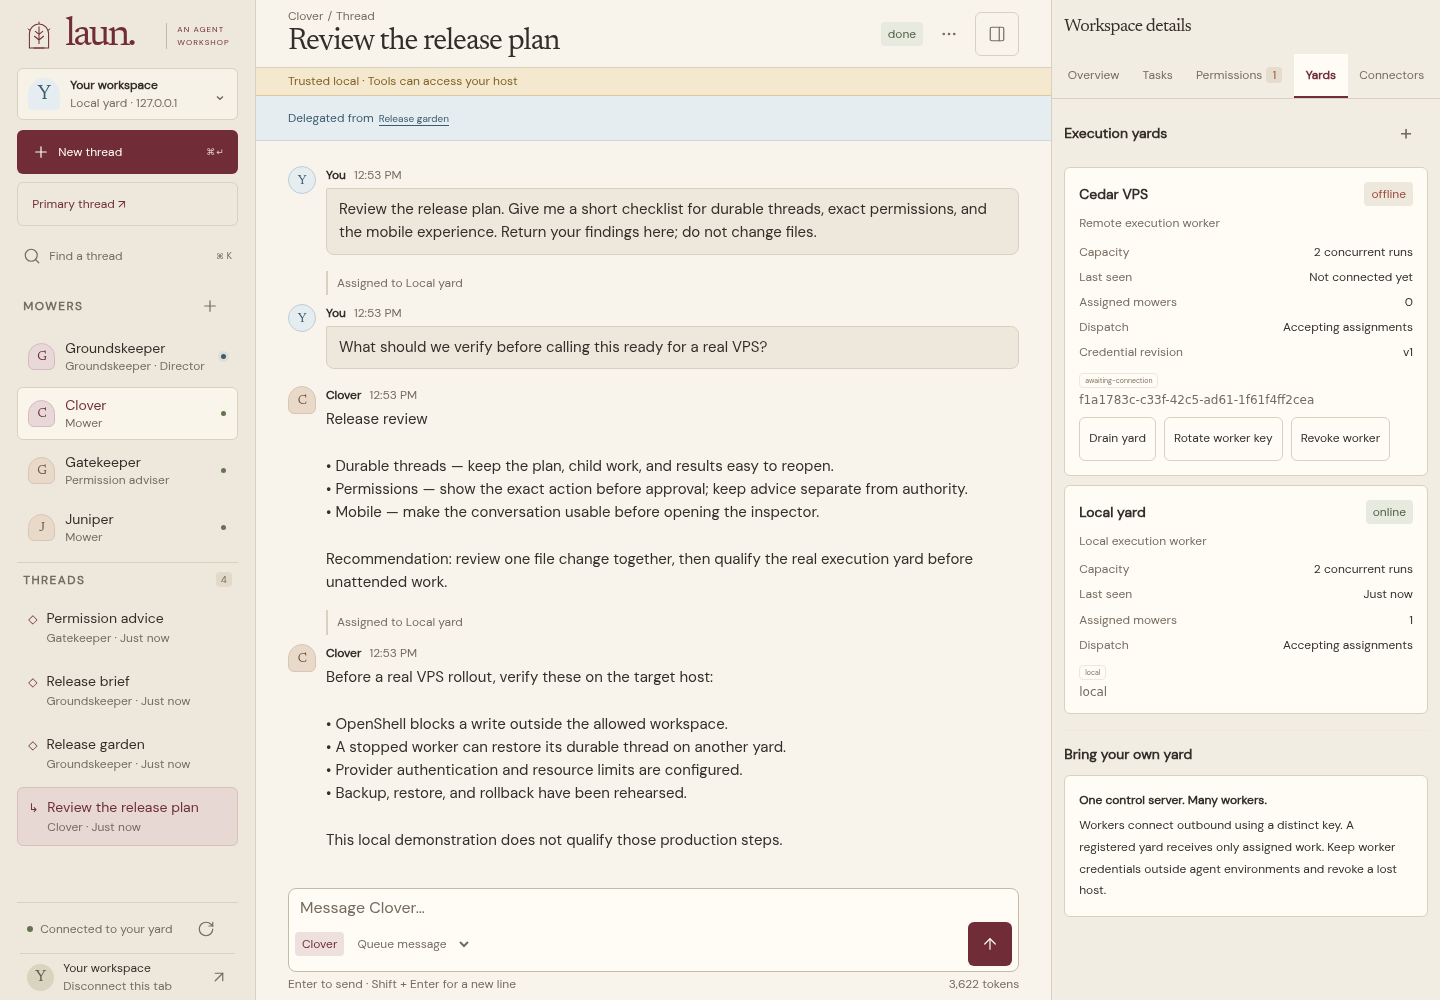 laun.
AN AGENT
WORKSHOP
Y
Your workspace
Local yard · 127.0.0.1
New thread
⌘↵
Primary thread ↗
Find a thread
⌘ K
MOWERS
G
Groundskeeper
Groundskeeper · Director
C
Clover
Mower
G
Gatekeeper
Permission adviser
J
Juniper
Mower
THREADS
4
Permission advice
Gatekeeper · Just now
Release brief
Groundskeeper · Just now
Release garden
Groundskeeper · Just now
↳ Review the release plan
Clover · Just now
Connected to your yard
Y
Your workspace
Disconnect this tab
Clover / Thread
Review the release plan
done
Trusted local · Tools can access your host
Delegated from Release garden
Y
You 12:53 PM
Review the release plan. Give me a short checklist for durable threads, exact permissions, and
the mobile experience. Return your findings here; do not change files.
Assigned to Local yard
Y
You 12:53 PM
What should we verify before calling this ready for a real VPS?
C
Clover 12:53 PM
Release review
• Durable threads — keep the plan, child work, and results easy to reopen.
• Permissions — show the exact action before approval; keep advice separate from authority.
• Mobile — make the conversation usable before opening the inspector.
Recommendation: review one file change together, then qualify the real execution yard before
unattended work.
Assigned to Local yard
C
Clover 12:53 PM
Before a real VPS rollout, verify these on the target host:
• OpenShell blocks a write outside the allowed workspace.
• A stopped worker can restore its durable thread on another yard.
• Provider authentication and resource limits are configured.
• Backup, restore, and rollback have been rehearsed.
This local demonstration does not qualify those production steps.
Message Clover...
Clover
Queue message
Enter to send · Shift + Enter for a new line
3,622 tokens
Workspace details
Overview
Tasks
Permissions 1
Yards
Connectors
Execution yards
Cedar VPS
offline
Remote execution worker
Capacity 2 concurrent runs
Last seen Not connected yet
Assigned mowers 0
Dispatch Accepting assignments
Credential revision v1
awaiting-connection
f1a1783c-c33f-42c5-ad61-1f61f4ff2cea
Drain yard
Rotate worker key
Revoke worker
Local yard
online
Local execution worker
Capacity 2 concurrent runs
Last seen Just now
Assigned mowers 1
Dispatch Accepting assignments
local
local
Bring your own yard
One control server. Many workers.
Workers connect outbound using a distinct key. A
registered yard receives only assigned work. Keep worker
credentials outside agent environments and revoke a lost
host.